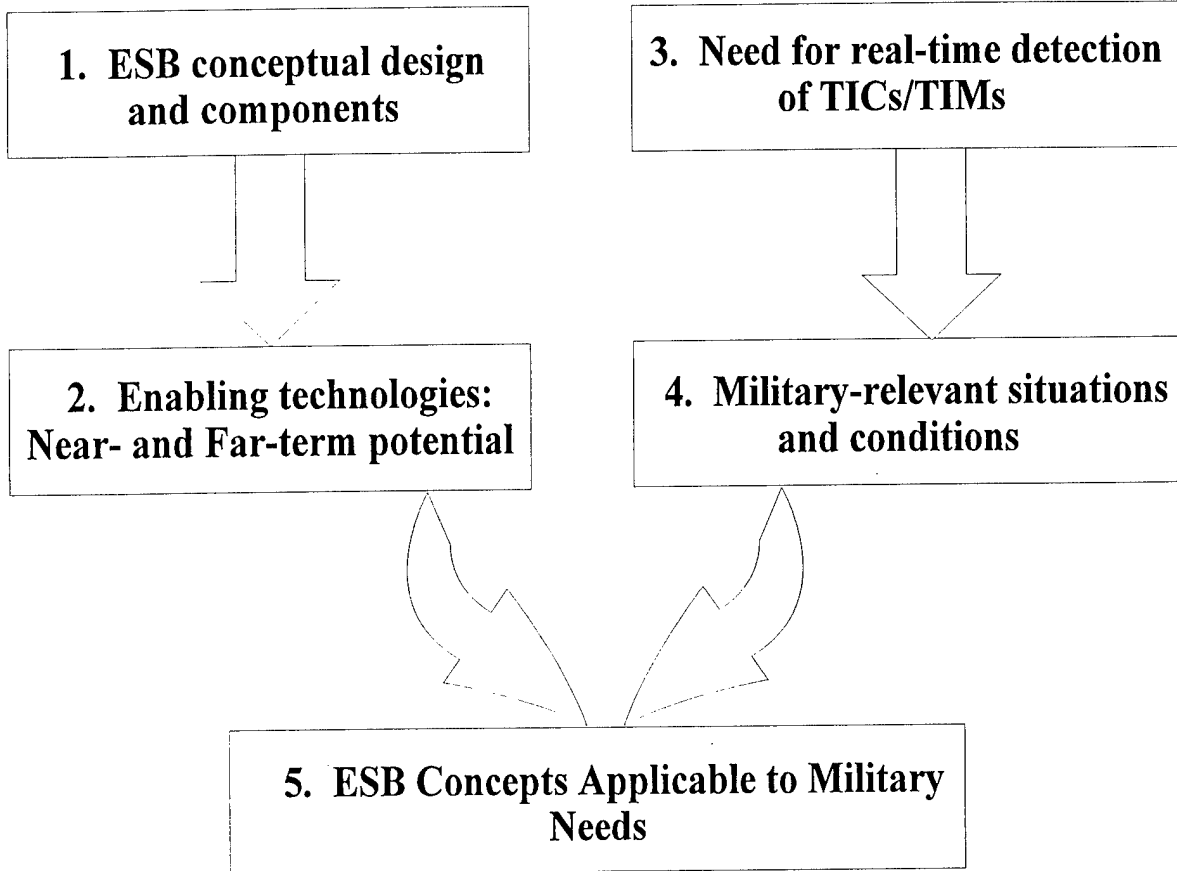 1. ESB conceptual design
and components
3. Need for real-time detection
of TICs/TIMs
2. Enabling technologies:
Near- and Far-term potential
4. Military-relevant situations
and conditions
5. ESB Concepts Applicable to Military
Needs